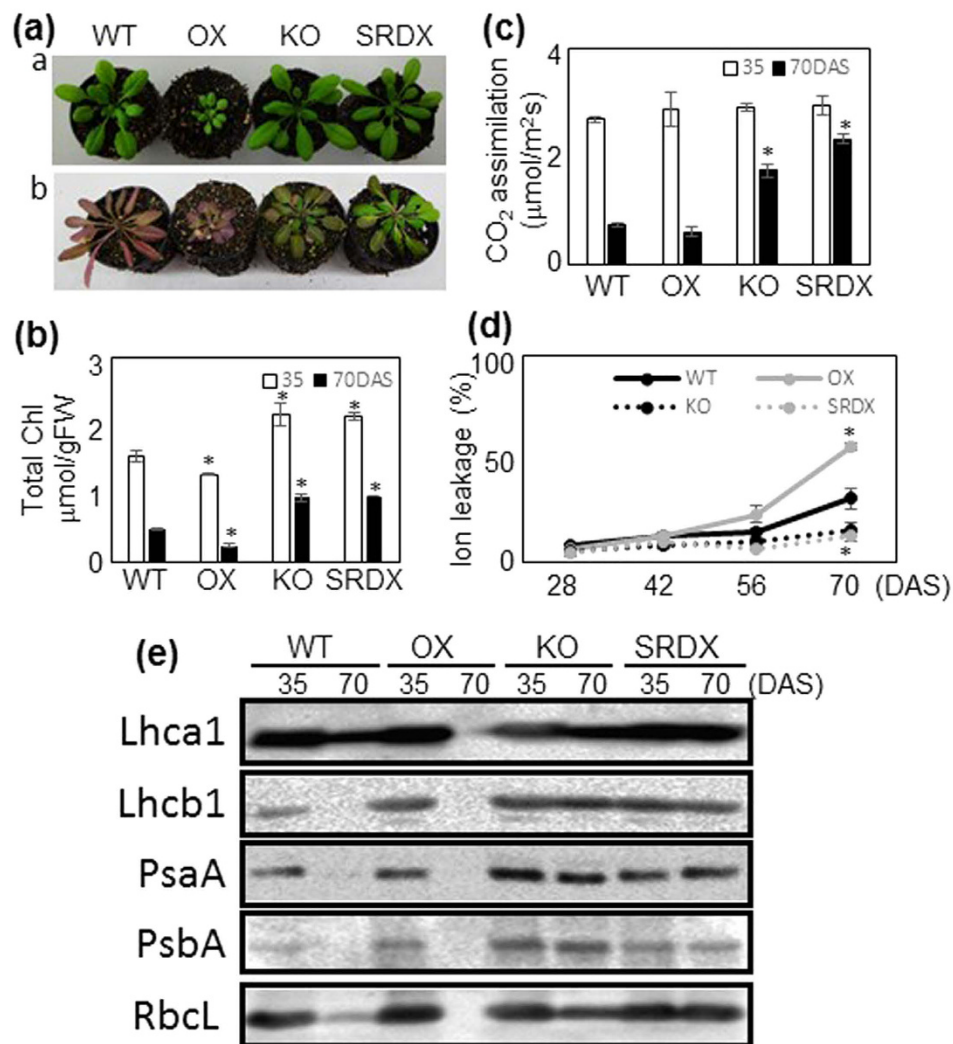 (a)
WT OX KO SRDX
a
b
(c)
CO₂ assimilation
(µmol/m²s)
4
2
0
35 70DAS
* *
WT OX KO SRDX
(b)
Total Chl
µmol/gFW
3
2
1
0
35 70DAS
* * *
* * *
WT OX KO SRDX
(d)
Ion leakage (%)
100
50
0
WT OX
KO SRDX
*
*
28 42 56 70 (DAS)
(e)
WT OX KO SRDX
35 70 35 70 35 70 35 70 (DAS)
Lhca1
Lhcb1
PsaA
PsbA
RbcL